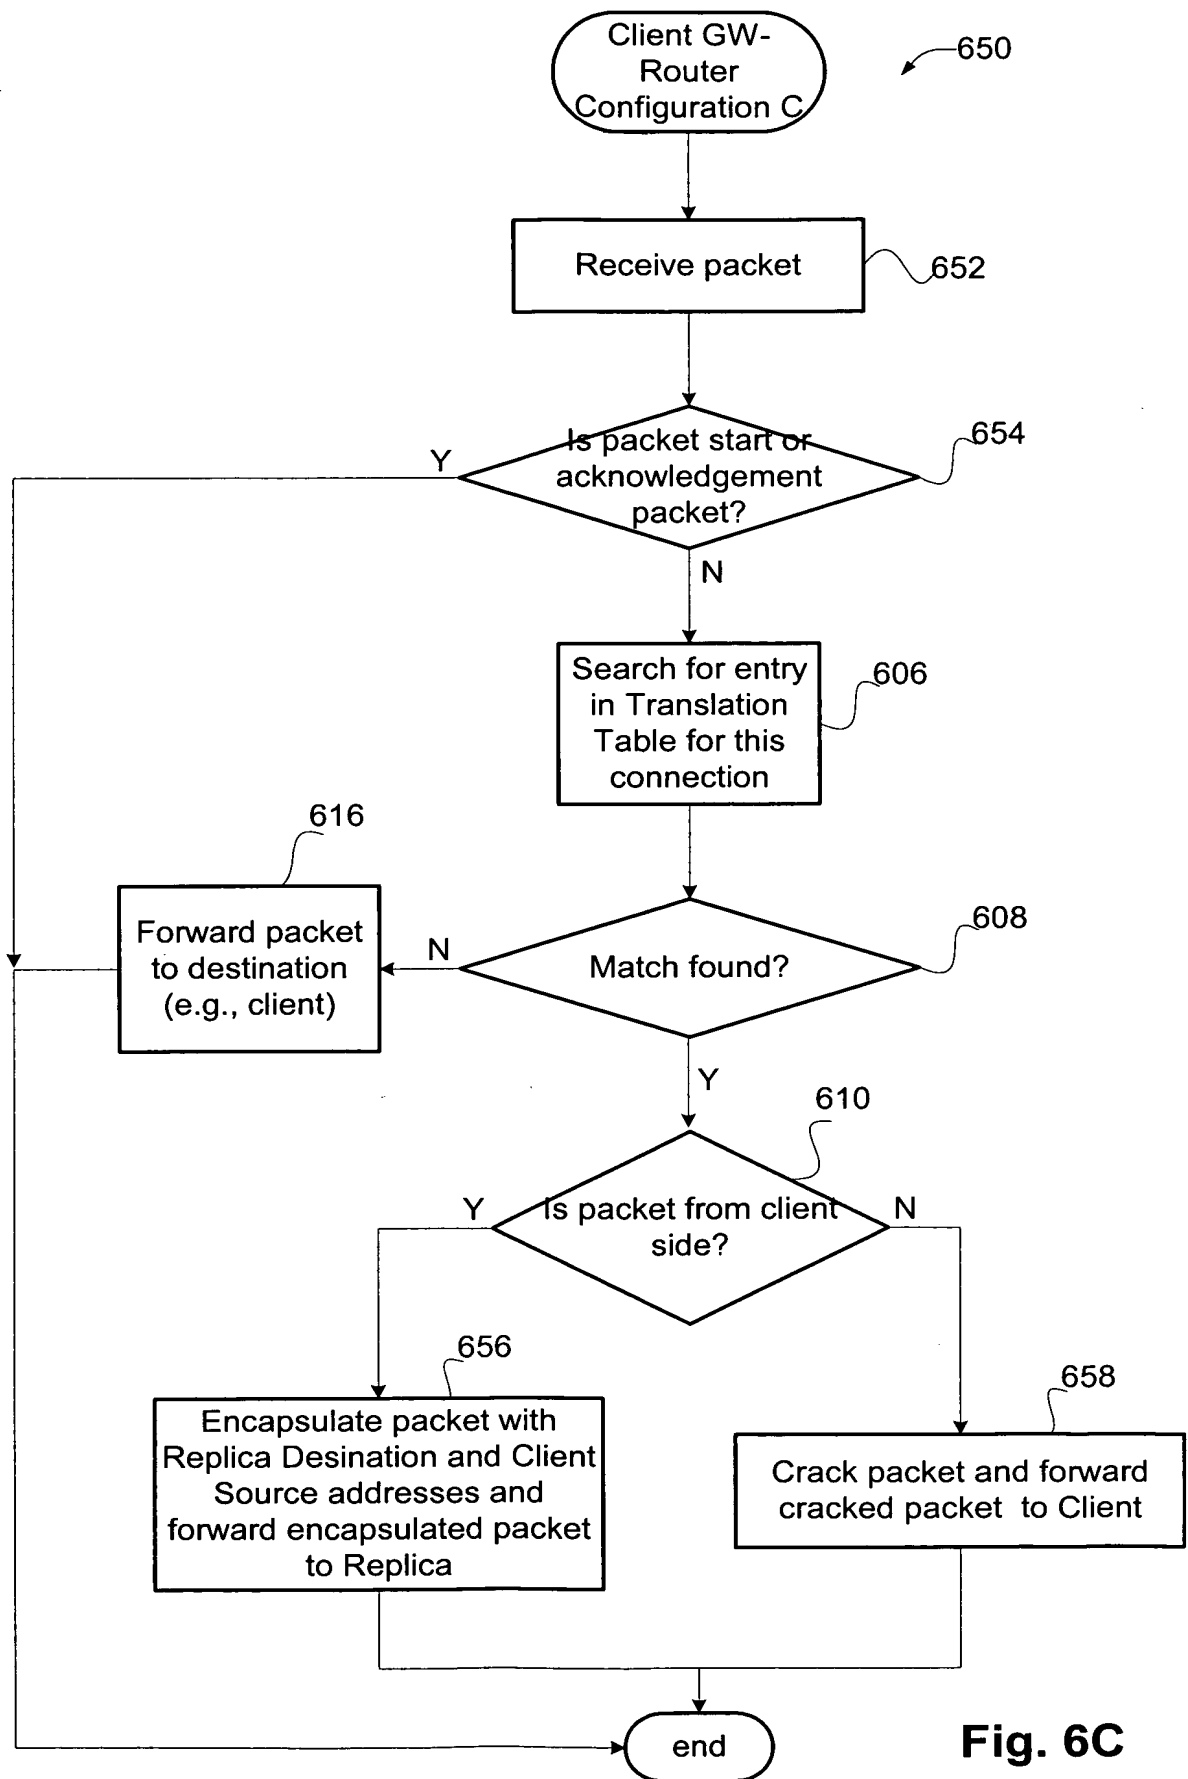 Client GW-
Router
Configuration C
650
Receive packet
652
Is packet start or
acknowledgement
packet?
654
Y
N
Search for entry
in Translation
Table for this
connection
606
616
Forward packet
to destination
(e.g., client)
N
Match found?
608
Y
610
Y
Is packet from client
side?
N
656
Encapsulate packet with
Replica Desination and Client
Source addresses and
forward encapsulated packet
to Replica
658
Crack packet and forward
cracked packet to Client
end
Fig. 6C